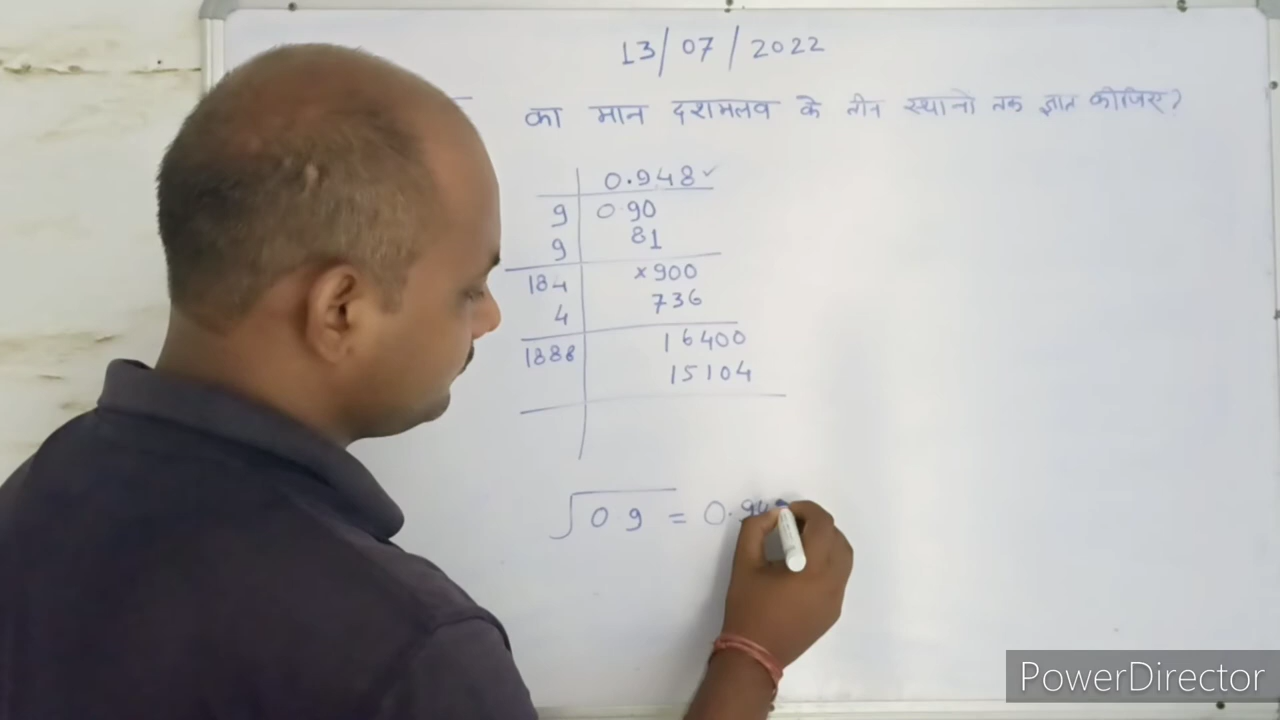 13/07/2022
का मान दशमलव के तीन स्थानों तक ज्ञात कीजिए?
0.948✓
9 0.90
9 81
184 ×900
4 736
1888 16400
15104
√0.9 = 0.94
PowerDirector